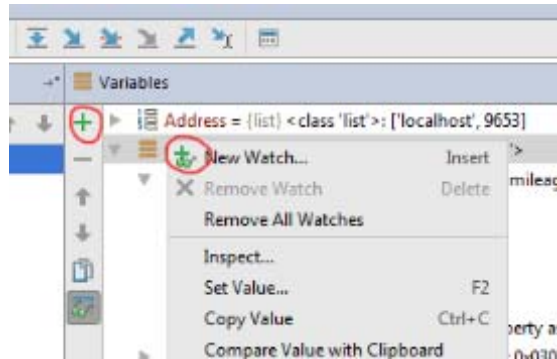 Variables
Address = {list} <class 'list'>: ['localhost', 9653]
New Watch... Insert '>
Remove Watch Delete mileag
Remove All Watches
Inspect...
Set Value... F2
Copy Value Ctrl+C
Compare Value with Clipboard